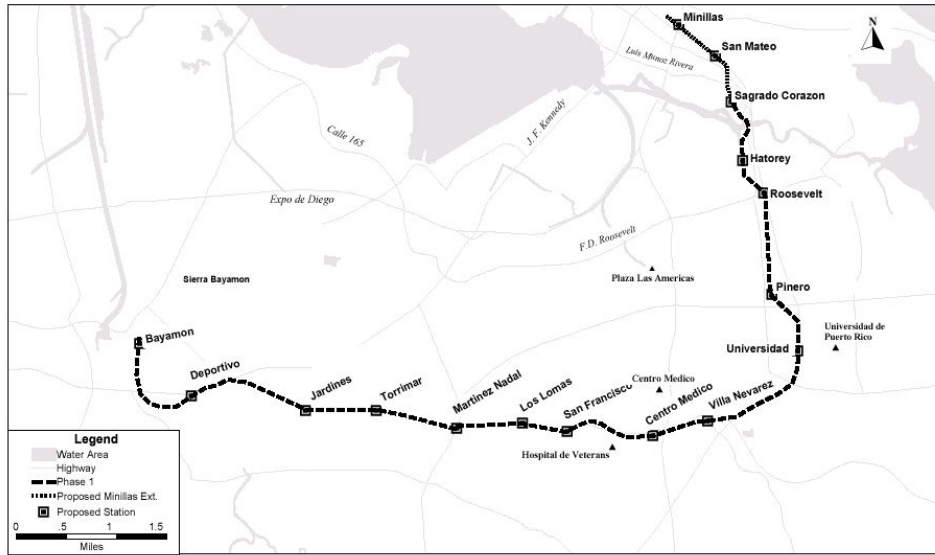 Minillas
N
San Mateo
Luis Munoz Rivera
Sagrado Corazon
J. F. Kennedy
Calle 165
Hatorey
Roosevelt
Expo de Diego
F.D. Roosevelt
Plaza Las Americas
Sierra Bayamon
Pinero
Universidad de
Puerto Rico
Bayamon
Universidad
Deportivo
Jardines
Torrimar
Martinez Nadal
Los Lomas
San Francisco
Centro Medico
Centro Medico
Villa Nevarez
Hospital de Veterans
Legend
Water Area
Highway
Phase 1
Proposed Minillas Ext.
Proposed Station
0 .5 1 1.5
Miles